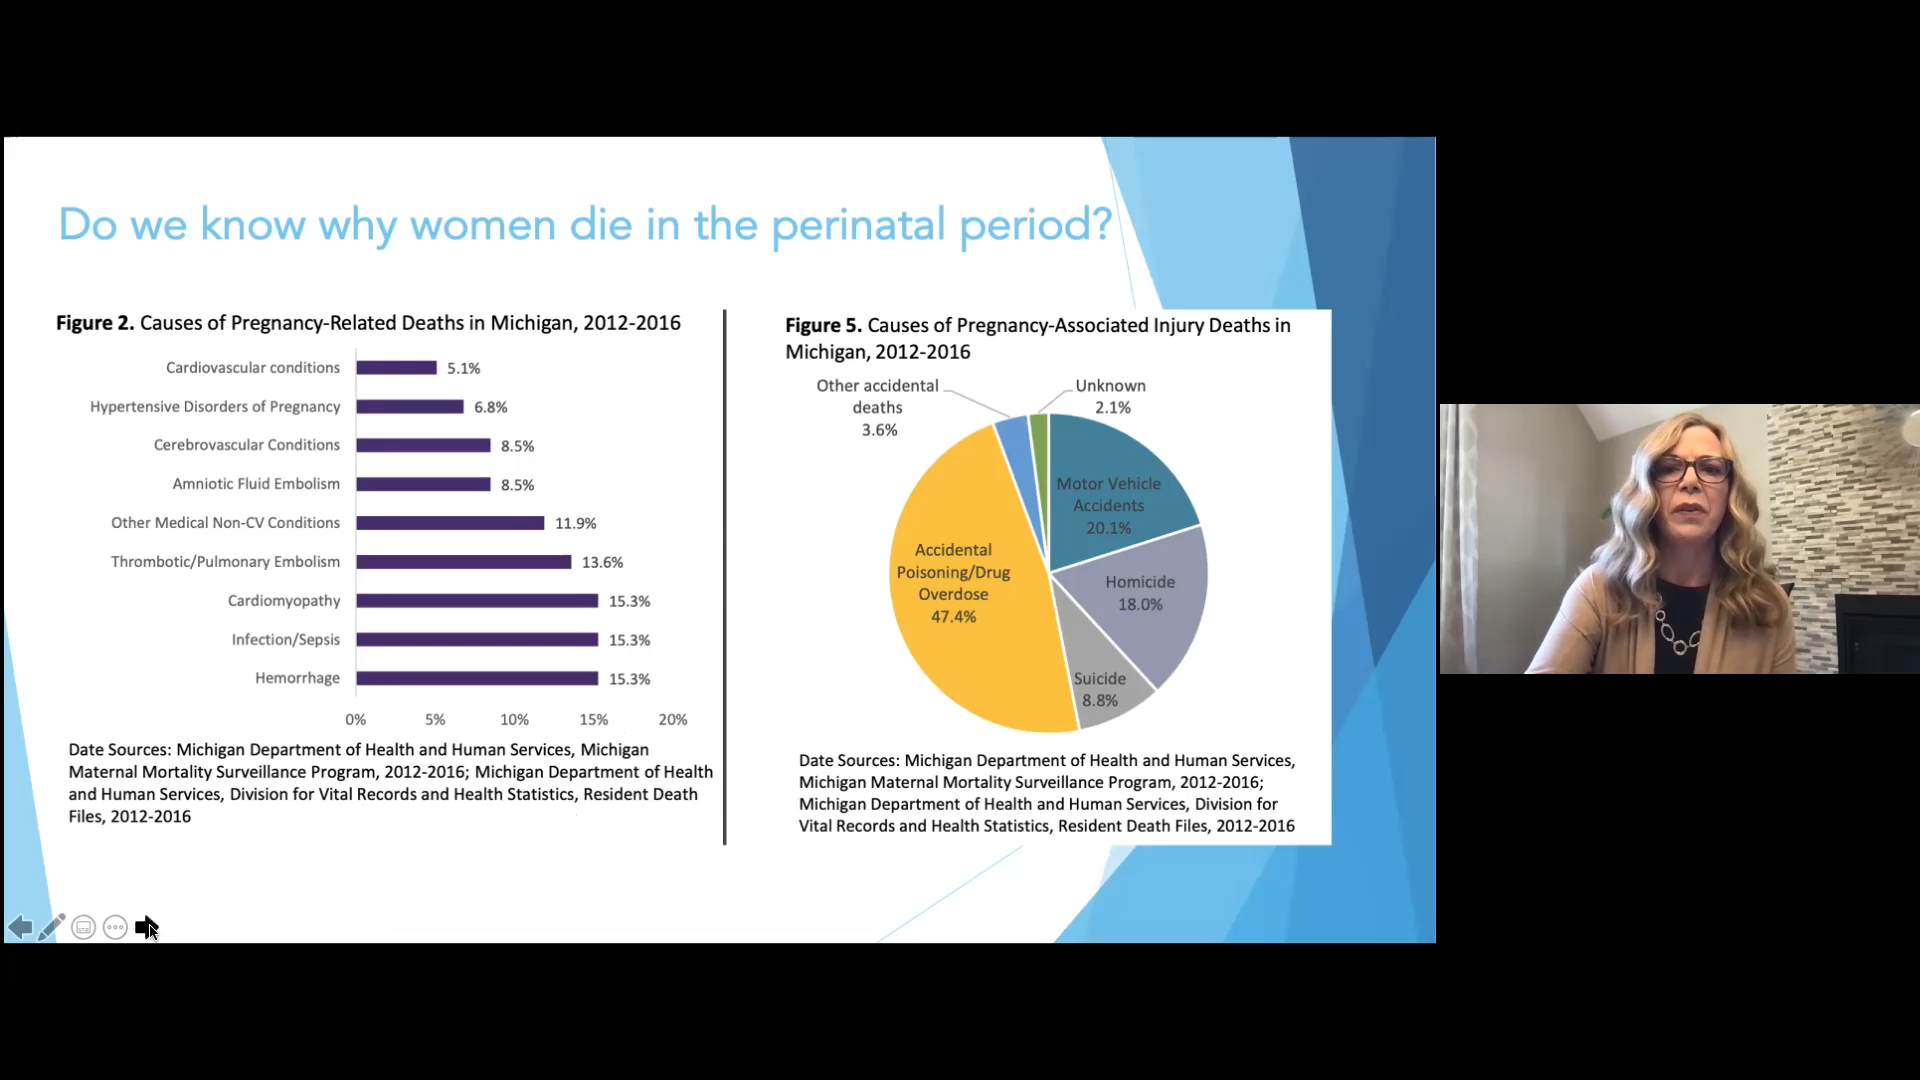 Do we know why women die in the perinatal period?
Figure 2. Causes of Pregnancy-Related Deaths in Michigan, 2012-2016
Cardiovascular conditions 5.1%
Hypertensive Disorders of Pregnancy 6.8%
Cerebrovascular Conditions 8.5%
Amniotic Fluid Embolism 8.5%
Other Medical Non-CV Conditions 11.9%
Thrombotic/Pulmonary Embolism 13.6%
Cardiomyopathy 15.3%
Infection/Sepsis 15.3%
Hemorrhage 15.3%
0% 5% 10% 15% 20%
Date Sources: Michigan Department of Health and Human Services, Michigan
Maternal Mortality Surveillance Program, 2012-2016; Michigan Department of Health
and Human Services, Division for Vital Records and Health Statistics, Resident Death
Files, 2012-2016
Figure 5. Causes of Pregnancy-Associated Injury Deaths in
Michigan, 2012-2016
Other accidental
deaths
3.6%
Unknown
2.1%
Motor Vehicle
Accidents
20.1%
Homicide
18.0%
Suicide
8.8%
Accidental
Poisoning/Drug
Overdose
47.4%
Date Sources: Michigan Department of Health and Human Services,
Michigan Maternal Mortality Surveillance Program, 2012-2016;
Michigan Department of Health and Human Services, Division for
Vital Records and Health Statistics, Resident Death Files, 2012-2016